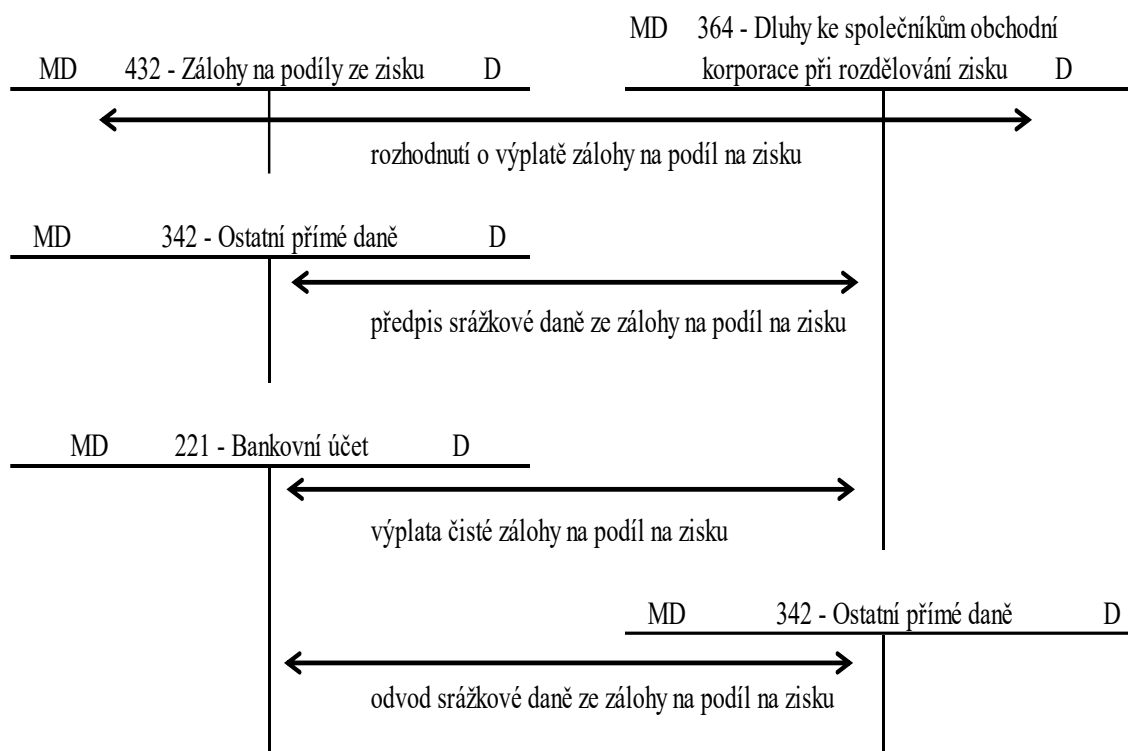 MD 364 - Dluhy ke společníkům obchodní
MD 432 - Zálohy na podíly ze zisku D
korporace při rozdělování zisku D
rozhodnutí o výplatě zálohy na podíl na zisku
MD 342 - Ostatní přímé daně D
předpis srážkové daně ze zálohy na podíl na zisku
MD 221 - Bankovní účet D
výplata čisté zálohy na podíl na zisku
MD 342 - Ostatní přímé daně D
odvod srážkové daně ze zálohy na podíl na zisku